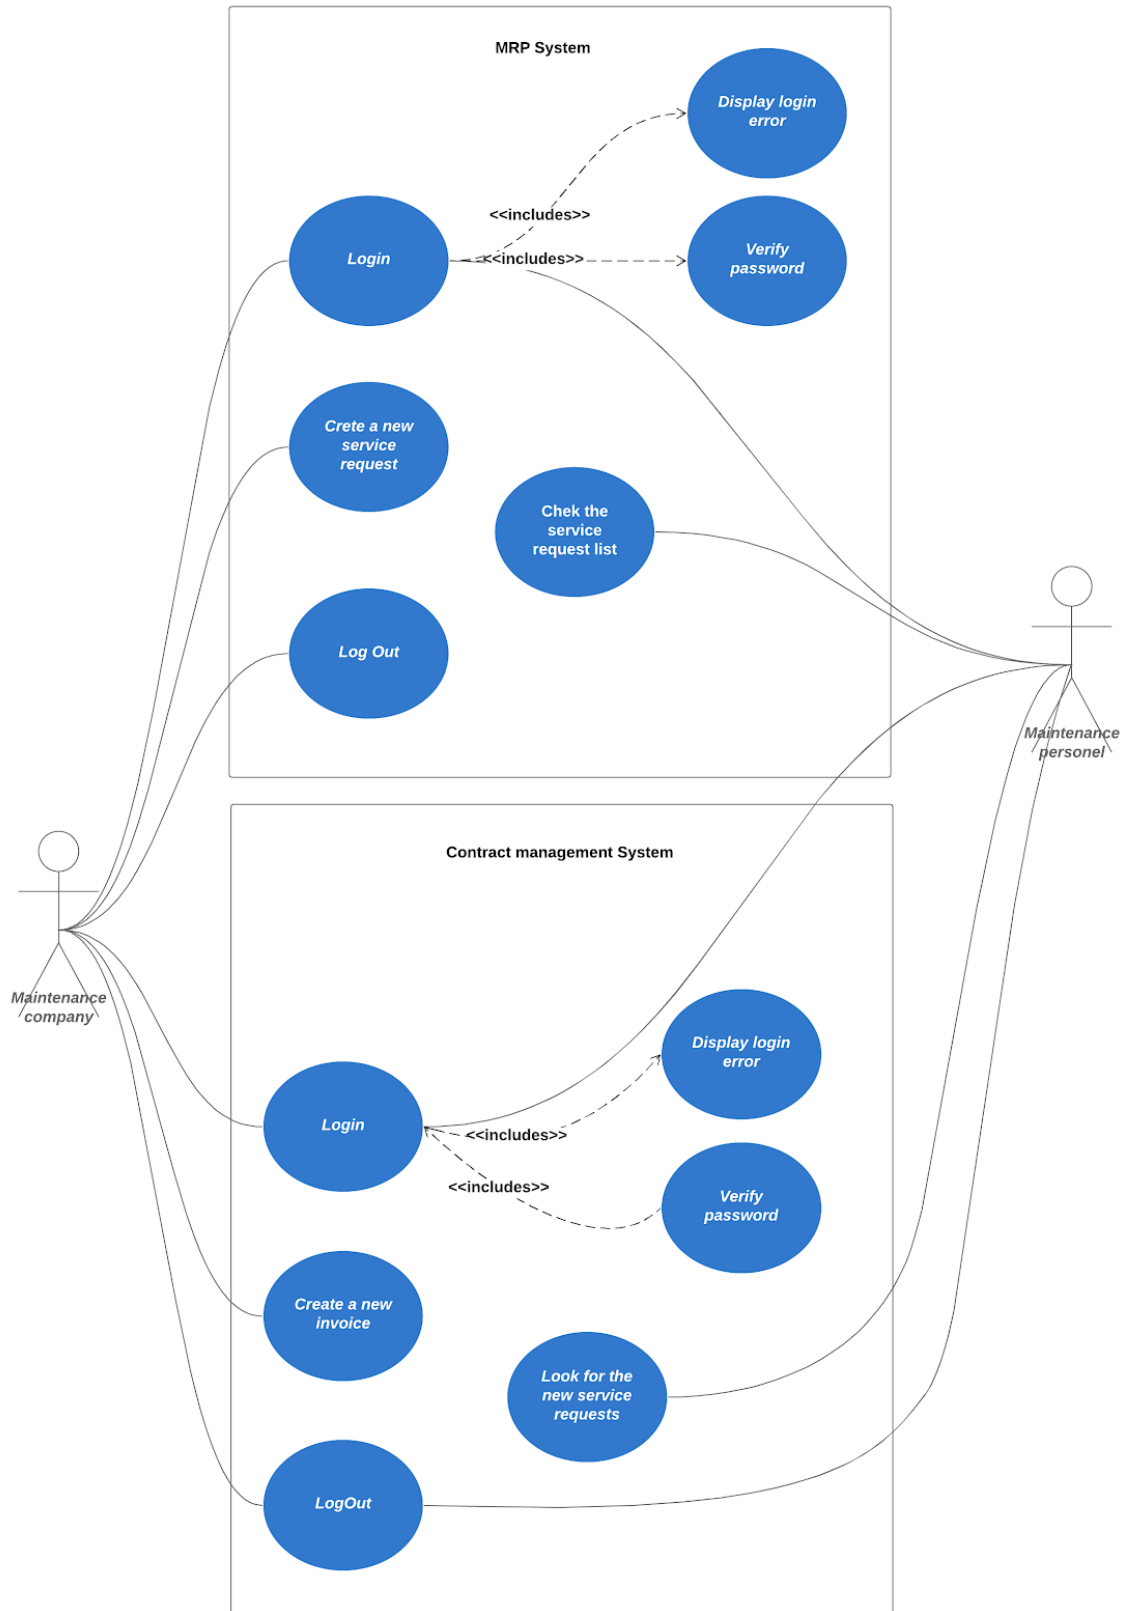 MRP System
Display login
error
<<includes>>
Login
<<includes>>
Verify
password
Crete a new
service
request
Chek the
service
request list
Log Out
Maintenance
personel
Contract management System
Maintenance
company
Display login
error
Login
<<includes>>
<<includes>>
Verify
password
Create a new
invoice
Look for the
new service
requests
LogOut